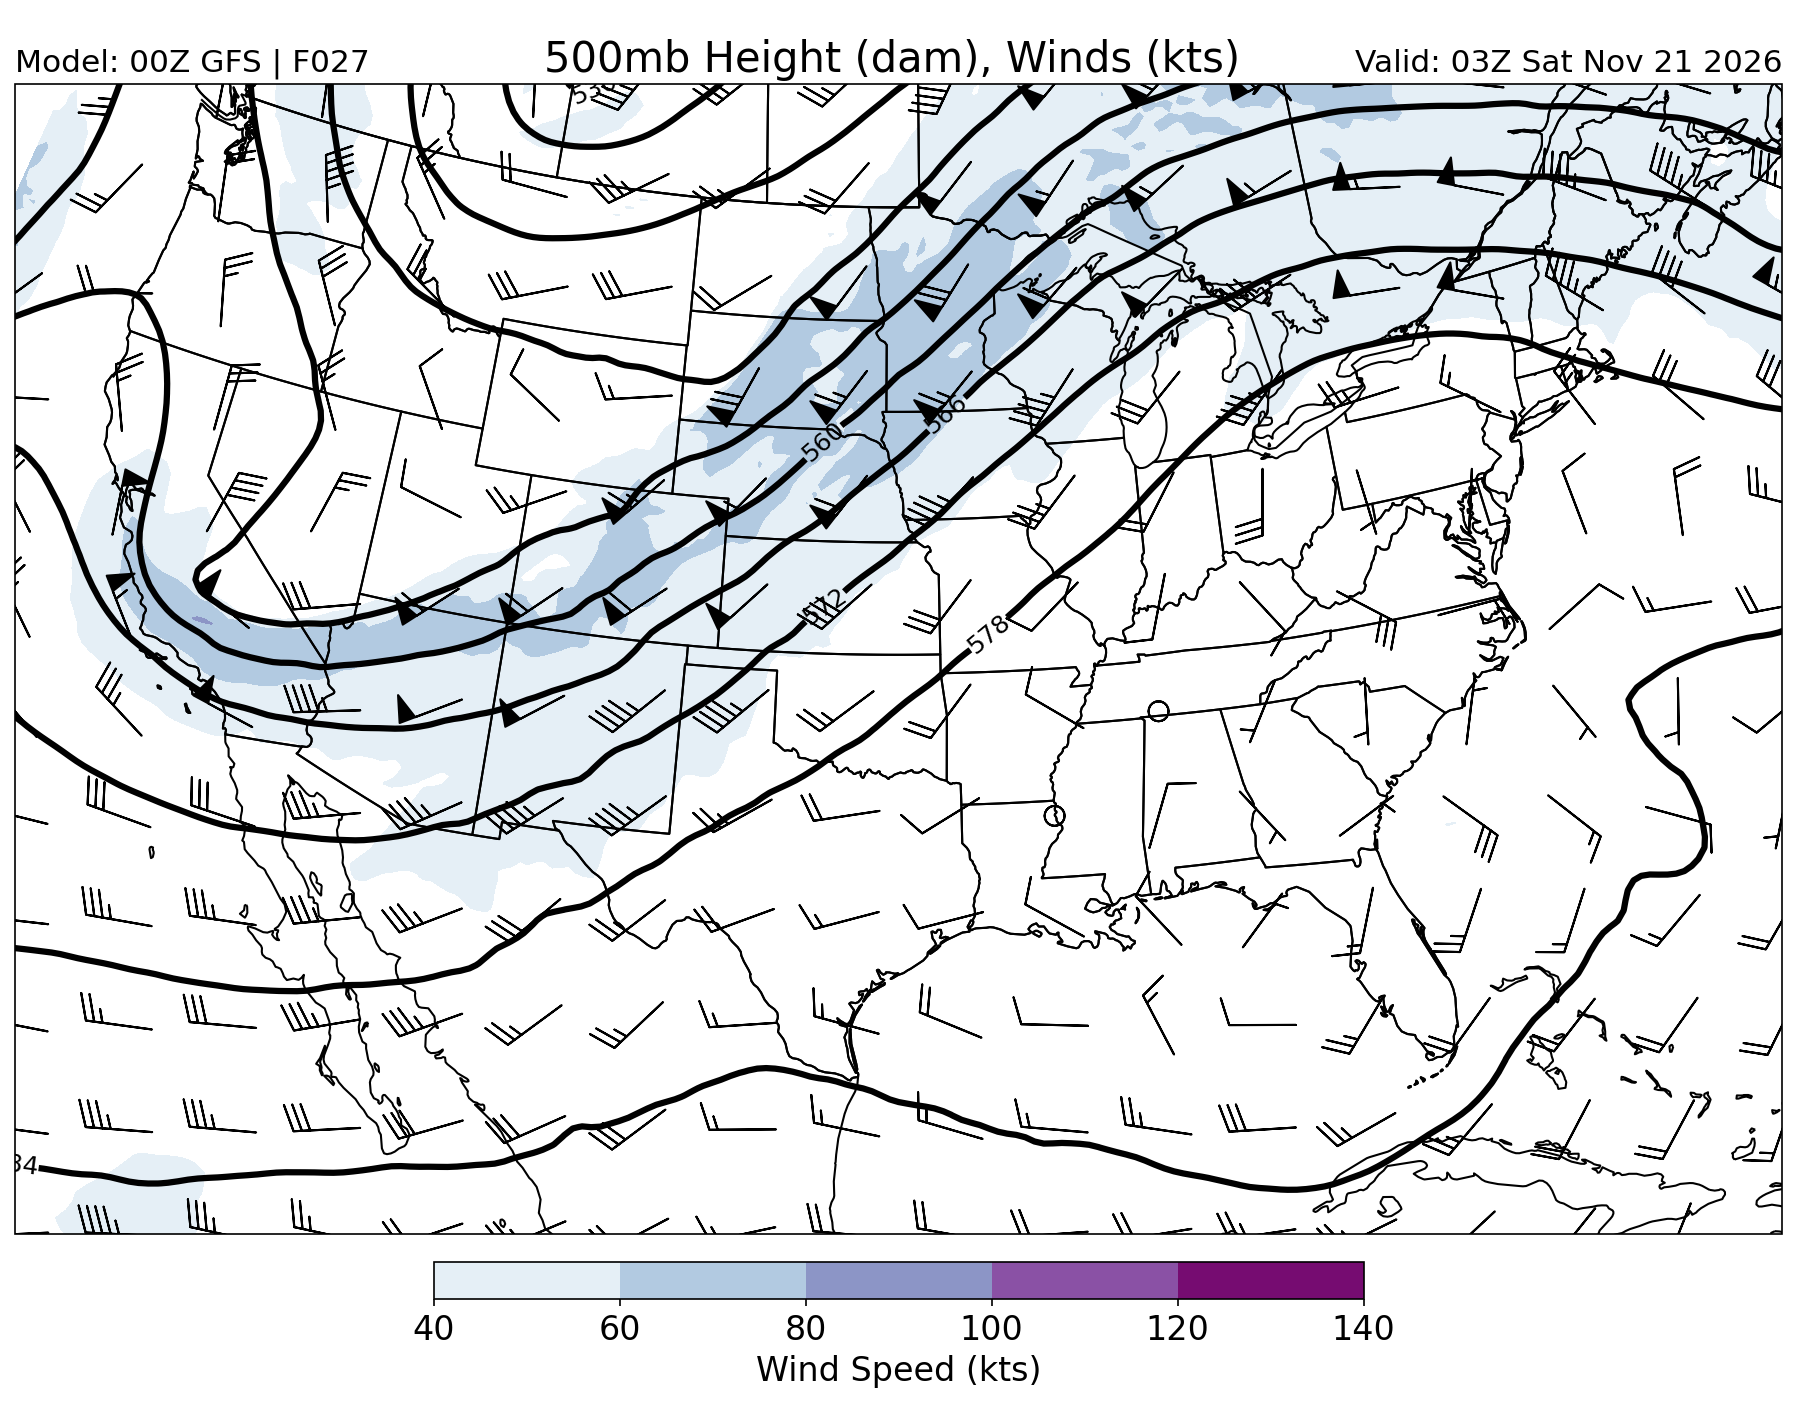 Model: 00Z GFS | F027
500mb Height (dam), Winds (kts)
Valid: 03Z Sat Nov 21 2026
560
566
572
578
40 60 80 100 120 140
Wind Speed (kts)